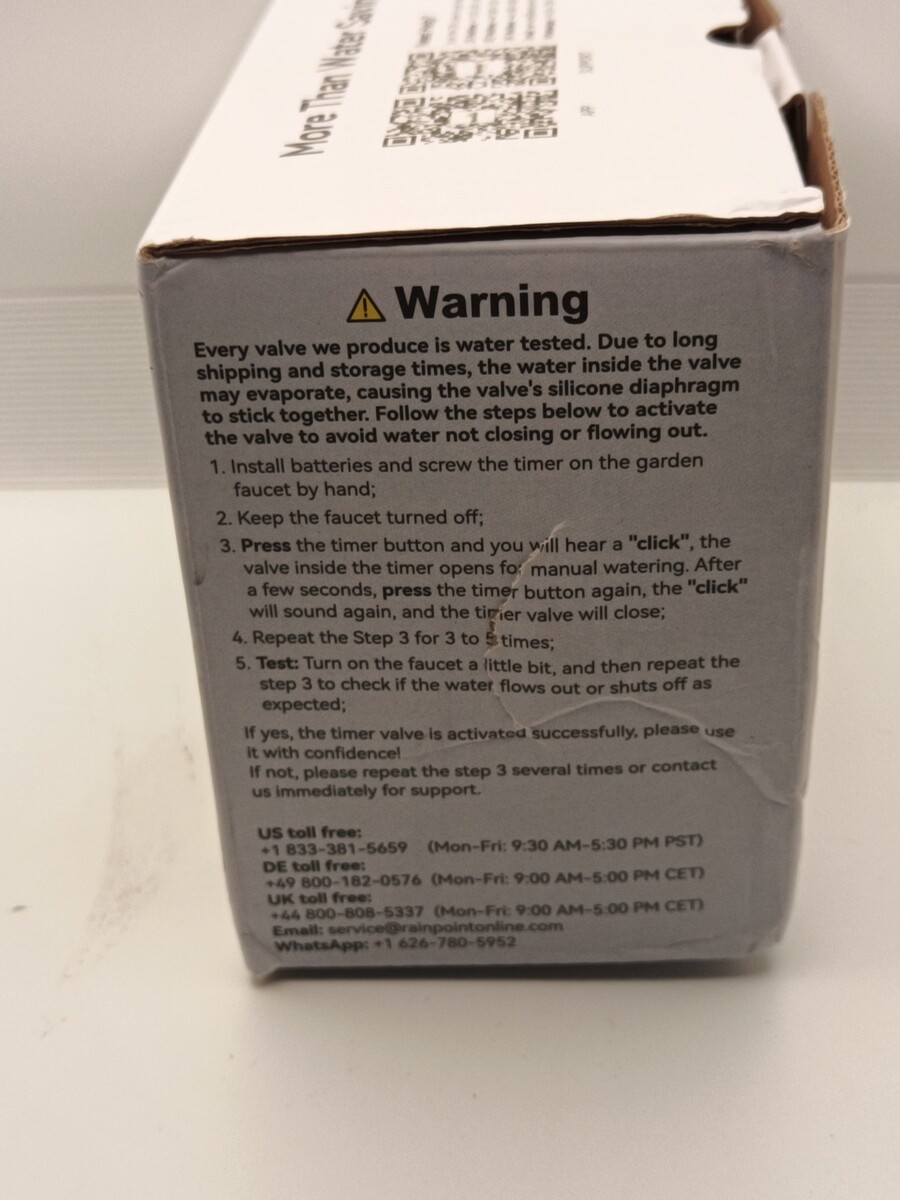 More Than Water
APP
SUPPORT
Warning
Every valve we produce is water tested. Due to long
shipping and storage times, the water inside the valve
may evaporate, causing the valve's silicone diaphragm
to stick together. Follow the steps below to activate
the valve to avoid water not closing or flowing out.
1. Install batteries and screw the timer on the garden
faucet by hand;
2. Keep the faucet turned off;
3. Press the timer button and you will hear a "click", the
valve inside the timer opens for manual watering. After
a few seconds, press the timer button again, the "click"
will sound again, and the timer valve will close;
4. Repeat the Step 3 for 3 to 5 times;
5. Test: Turn on the faucet a little bit, and then repeat the
step 3 to check if the water flows out or shuts off as
expected;
If yes, the timer valve is activated successfully, please use
it with confidence!
If not, please repeat the step 3 several times or contact
us immediately for support.
US toll free:
+1 833-381-5659 (Mon-Fri: 9:30 AM-5:30 PM PST)
DE toll free:
+49 800-182-0576 (Mon-Fri: 9:00 AM-5:00 PM CET)
UK toll free:
+44 800-808-5337 (Mon-Fri: 9:00 AM-5:00 PM CET)
Email: service@rainpointonline.com
WhatsApp: +1 626-780-5952